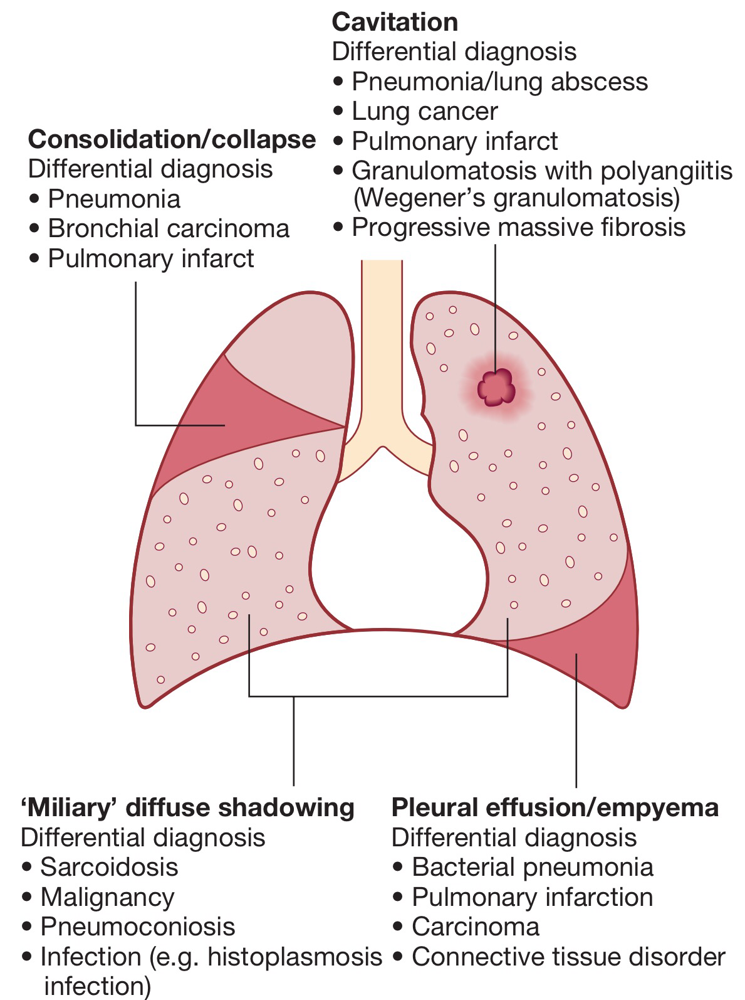 Cavitation
Differential diagnosis
• Pneumonia/lung abscess
• Lung cancer
• Pulmonary infarct
• Granulomatosis with polyangiitis
(Wegener’s granulomatosis)
• Progressive massive fibrosis
Consolidation/collapse
Differential diagnosis
• Pneumonia
• Bronchial carcinoma
• Pulmonary infarct
‘Miliary’ diffuse shadowing
Differential diagnosis
• Sarcoidosis
• Malignancy
• Pneumoconiosis
• Infection (e.g. histoplasmosis
infection)
Pleural effusion/empyema
Differential diagnosis
• Bacterial pneumonia
• Pulmonary infarction
• Carcinoma
• Connective tissue disorder